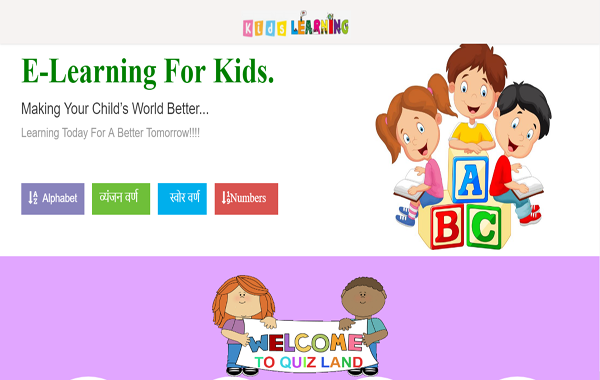 Kids LEARNING
E-Learning For Kids.
Making Your Child's World Better...
Learning Today For A Better Tomorrow!!!!
Alphabet
व्यंजन वर्ण
स्वोर वर्ण
Numbers
A
B C
WELCOME
TO QUIZ LAND